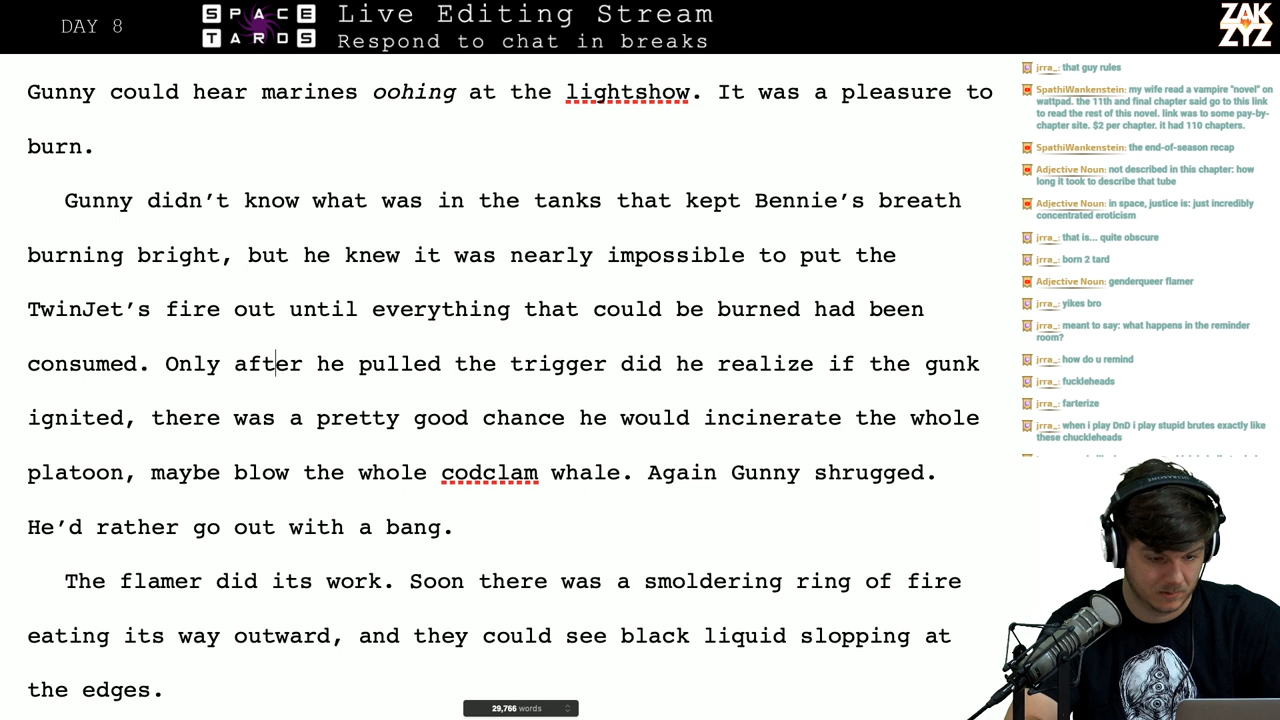 DAY 8
SPACE
TARDS
Live Editing Stream
Respond to chat in breaks
ZAK
ZYZ
Gunny could hear marines oohing at the lightshow. It was a pleasure to
burn.
Gunny didn’t know what was in the tanks that kept Bennie’s breath
burning bright, but he knew it was nearly impossible to put the
TwinJet’s fire out until everything that could be burned had been
consumed. Only after he pulled the trigger did he realize if the gunk
ignited, there was a pretty good chance he would incinerate the whole
platoon, maybe blow the whole codclam whale. Again Gunny shrugged.
He’d rather go out with a bang.
The flamer did its work. Soon there was a smoldering ring of fire
eating its way outward, and they could see black liquid slopping at
the edges.
29,766 words
jrra_: that guy rules
SpathiWankenstein: my wife read a vampire "novel" on
wattpad. the 11th and final chapter said go to this link
to read the rest of this novel. link was to some pay-by-
chapter site. $2 per chapter. it had 110 chapters.
SpathiWankenstein: the end-of-season recap
Adjective Noun: not described in this chapter: how
long it took to describe that tube
Adjective Noun: in space, justice is: just incredibly
concentrated eroticism
jrra_: that is... quite obscure
jrra_: born 2 tard
Adjective Noun: genderqueer flamer
jrra_: yikes bro
jrra_: meant to say: what happens in the reminder
room?
jrra_: how do u remind
jrra_: fuckleheads
jrra_: farterize
jrra_: when i play DnD i play stupid brutes exactly like
these chuckleheads